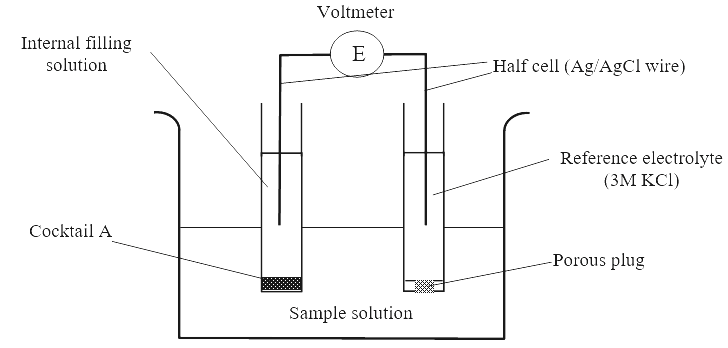 Voltmeter
Internal filling
solution
E
Half cell (Ag/AgCl wire)
Reference electrolyte
(3M KCl)
Cocktail A
Porous plug
Sample solution